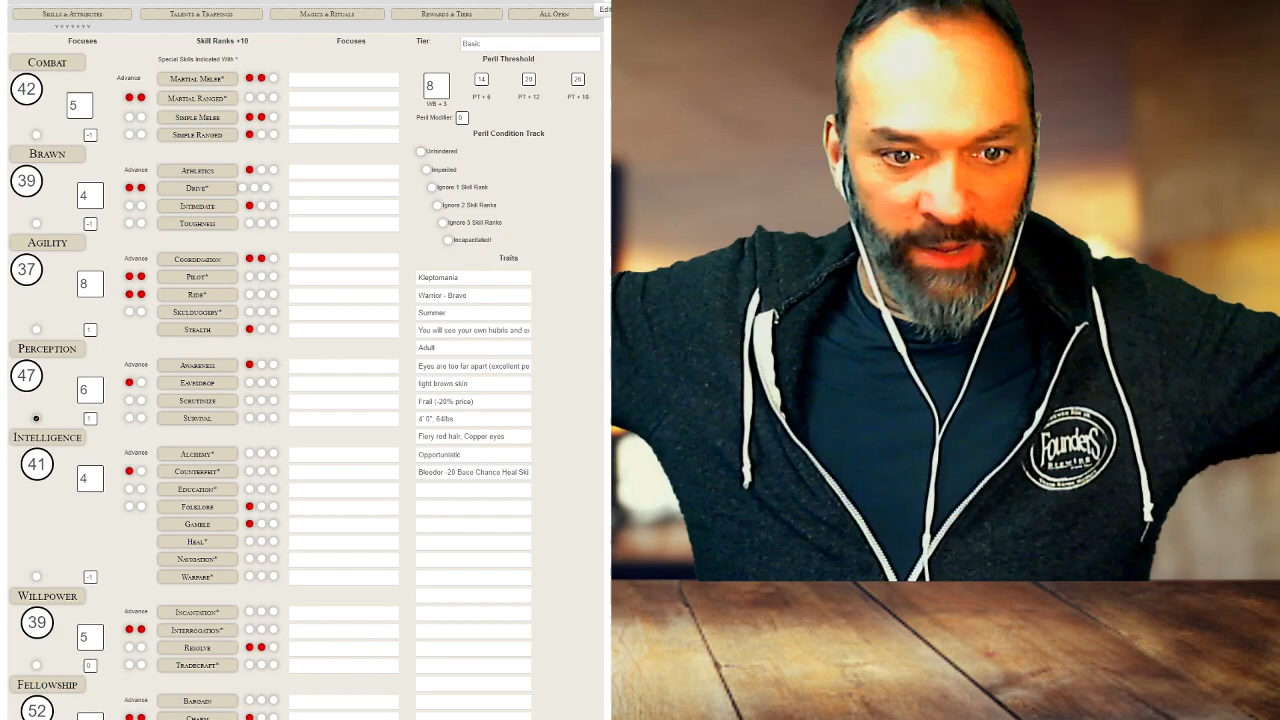 Skills & Attributes
Talents & Trappings
Magics & Rituals
Rewards & Tiers
All Open
Focuses
Skill Ranks +10
Focuses
Tier:
Basic
Special Skills Indicated With *
Peril Threshold
Combat
42
5
-1
Advance
Martial Melee*
Martial Ranged*
Simple Melee
Simple Ranged
8
WB + 3
14
PT + 6
20
PT + 12
26
PT + 18
Peril Modifier:
0
Peril Condition Track
Unhindered
Imperiled
Ignore 1 Skill Rank
Ignore 2 Skill Ranks
Ignore 3 Skill Ranks
Incapacitated!
Brawn
39
4
-1
Advance
Athletics
Drive*
Intimidate
Toughness
Agility
37
8
1
Advance
Coordination
Pilot*
Ride*
Skulduggery*
Stealth
Traits
Kleptomania
Warrior - Bravo
Summer
You will see your own hubris and
Adult
Eyes are too far apart (excellent pe
light brown skin
Frail (-20% price)
4' 0", 64lbs.
Fiery red hair, Copper eyes
Opportunistic
Bleeder -20 Base Chance Heal Ski
Perception
47
6
1
Advance
Awareness
Eavesdrop
Scrutinize
Survival
Intelligence
41
4
-1
Advance
Alchemy*
Counterfeit*
Education*
Folklore
Gamble
Heal*
Navigation*
Warfare*
Willpower
39
5
0
Advance
Incantation*
Interrogation*
Resolve
Tradecraft*
Fellowship
52
Advance
Bargain
Charm
Founders
Brewing